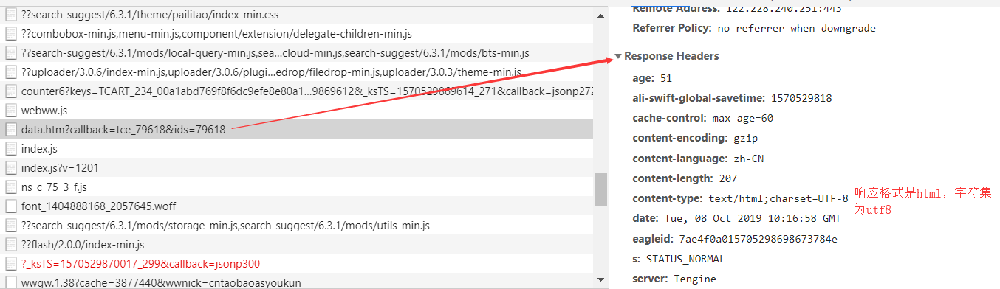 ??search-suggest/6.3.1/theme/pailitao/index-min.css
??combobox-min.js,menu-min.js,component/extension/delegate-children-min.js
??search-suggest/6.3.1/mods/local-query-min.js,sea...cloud-min.js,search-suggest/6.3.1/mods/bts-min.js
??uploader/3.0.6/index-min.js,uploader/3.0.6/plugi...edrop/filedrop-min.js,uploader/3.0.3/theme-min.js
counter6?keys=TCART_234_00a1abd769f8f6dc9efe8e80a1...9869612&_ksTS=1570529869614_271&callback=jsonp272
webww.js
data.htm?callback=tce_79618&ids=79618
index.js
index.js?v=1201
ns_c_75_3_f.js
font_1404888168_2057645.woff
??search-suggest/6.3.1/mods/storage-min.js,search-suggest/6.3.1/mods/utils-min.js
??flash/2.0.0/index-min.js
?_ksTS=1570529870017_299&callback=jsonp300
wwgw.1.38?cache=3877440&wwnick=cntaobaoasyoukun
Remote Address: 122.228.240.251:443
Referrer Policy: no-referrer-when-downgrade
Response Headers
age: 51
ali-swift-global-savetime: 1570529818
cache-control: max-age=60
content-encoding: gzip
content-language: zh-CN
content-length: 207
content-type: text/html;charset=UTF-8
响应格式是html，字符集
为utf8
date: Tue, 08 Oct 2019 10:16:58 GMT
eagleid: 7ae4f0a015705298698673784e
s: STATUS_NORMAL
server: Tengine